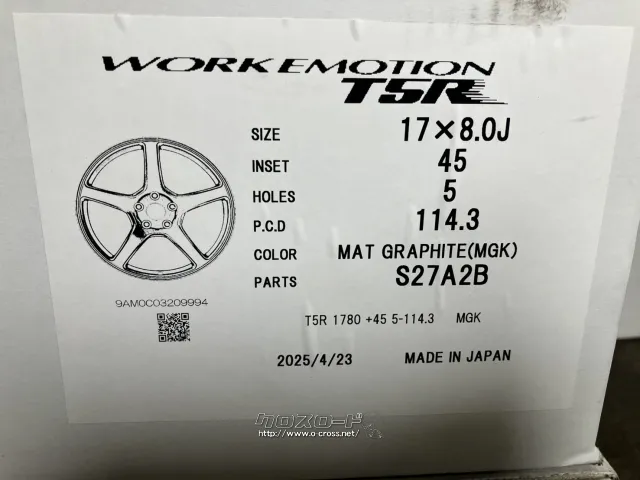 WORK EMOTION
T5R
SIZE 17×8.0J
INSET 45
HOLES 5
P.C.D 114.3
COLOR MAT GRAPHITE(MGK)
PARTS S27A2B
9AM0C03209994
T5R 1780 +45 5-114.3 MGK
2025/4/23 MADE IN JAPAN
クロスロード
http://www.o-cross.net/